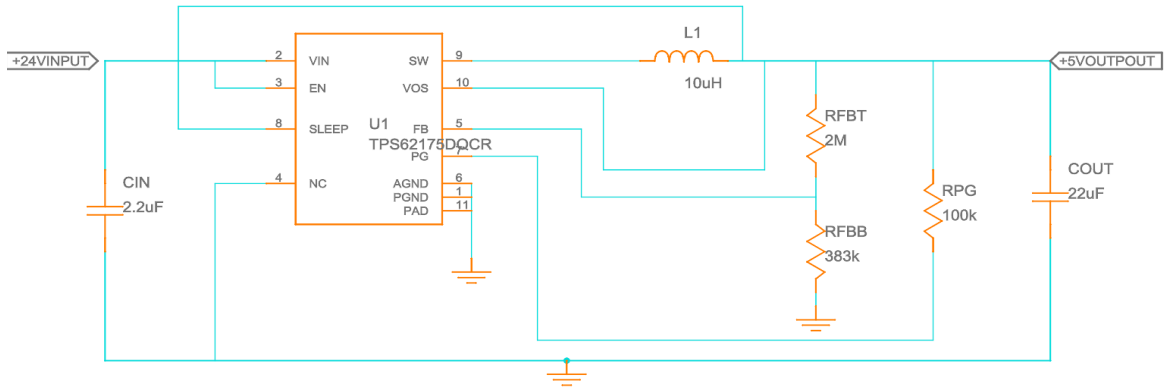 L1
+24VINPUT
2 VIN SW 9
+5VOUTPOUT
10uH
3 EN VOS 10
RFBT
2M
8 SLEEP FB 5
U1
TPS62175DQCR
PG 7
COUT
22uF
CIN
2.2uF
4 NC AGND 6
PGND 1
PAD 11
RPG
100k
RFBB
383k